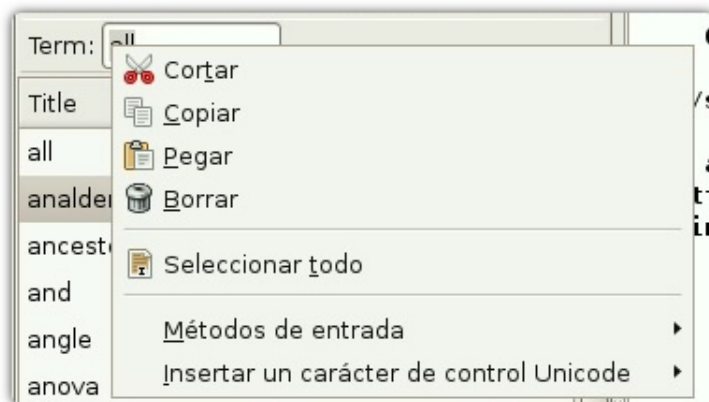 Term: all
Cortar
Title
Copiar
all
Pegar
Borrar
and
Seleccionar todo
angle
Métodos de entrada
anova
Insertar un carácter de control Unicode